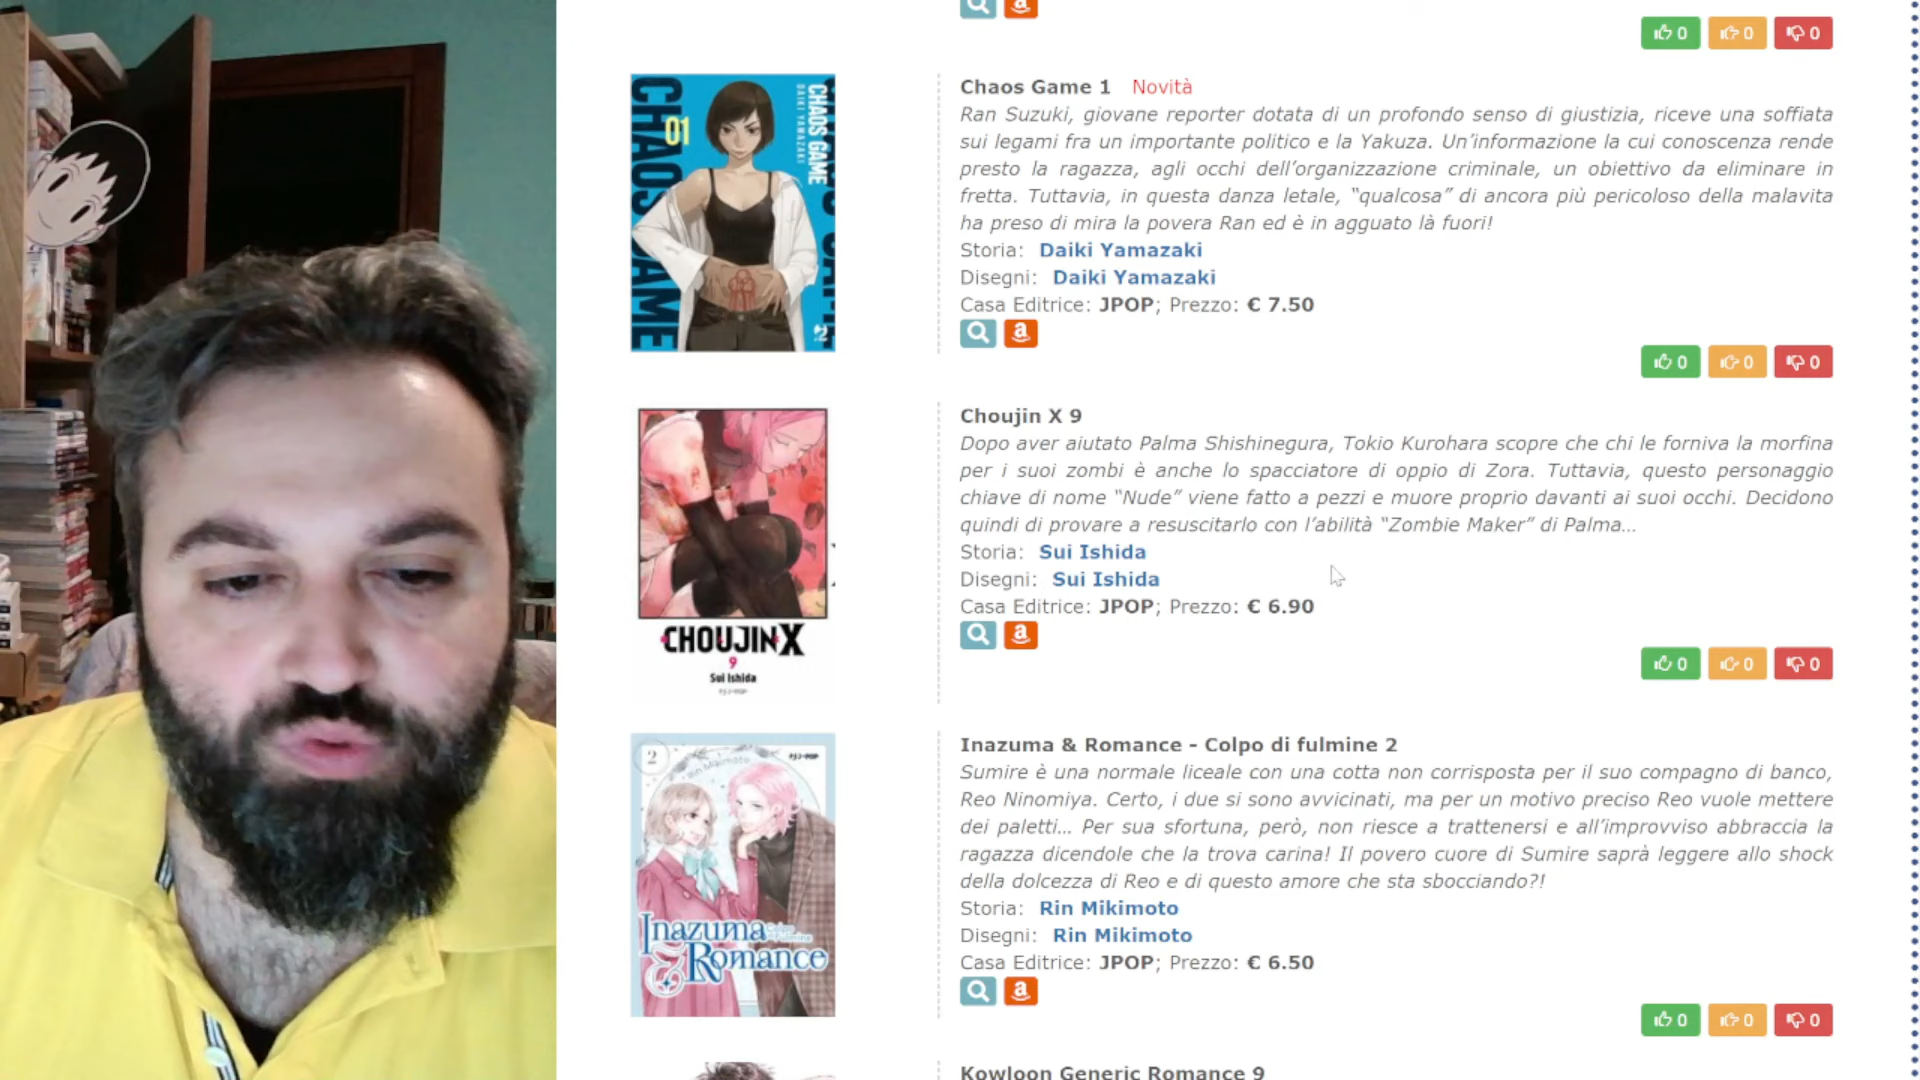 0 0 0
Chaos Game 1 Novità
Ran Suzuki, giovane reporter dotata di un profondo senso di giustizia, riceve una soffiata
sui legami fra un importante politico e la Yakuza. Un’informazione la cui conoscenza rende
presto la ragazza, agli occhi dell’organizzazione criminale, un obiettivo da eliminare in
fretta. Tuttavia, in questa danza letale, “qualcosa” di ancora più pericoloso della malavita
ha preso di mira la povera Ran ed è in agguato là fuori!
Storia: Daiki Yamazaki
Disegni: Daiki Yamazaki
Casa Editrice: JPOP; Prezzo: € 7.50
CHAOS GAME
01
CHAOS GAME
DAIKI YAMAZAKI
0 0 0
Choujin X 9
Dopo aver aiutato Palma Shishinegura, Tokio Kurohara scopre che chi le forniva la morfina
per i suoi zombi è anche lo spacciatore di oppio di Zora. Tuttavia, questo personaggio
chiave di nome “Nude” viene fatto a pezzi e muore proprio davanti ai suoi occhi. Decidono
quindi di provare a resuscitarlo con l’abilità “Zombie Maker” di Palma...
Storia: Sui Ishida
Disegni: Sui Ishida
Casa Editrice: JPOP; Prezzo: € 6.90
CHOUJIN X
9
Sui Ishida
0 0 0
Inazuma & Romance - Colpo di fulmine 2
Sumire è una normale liceale con una cotta non corrisposta per il suo compagno di banco,
Reo Ninomiya. Certo, i due si sono avvicinati, ma per un motivo preciso Reo vuole mettere
dei paletti... Per sua sfortuna, però, non riesce a trattenersi e all’improvviso abbraccia la
ragazza dicendole che la trova carina! Il povero cuore di Sumire saprà leggere allo shock
della dolcezza di Reo e di questo amore che sta sbocciando?!
Storia: Rin Mikimoto
Disegni: Rin Mikimoto
Casa Editrice: JPOP; Prezzo: € 6.50
2
Rin Mikimoto
Inazuma
& Romance
0 0 0
Kowloon Generic Romance 9